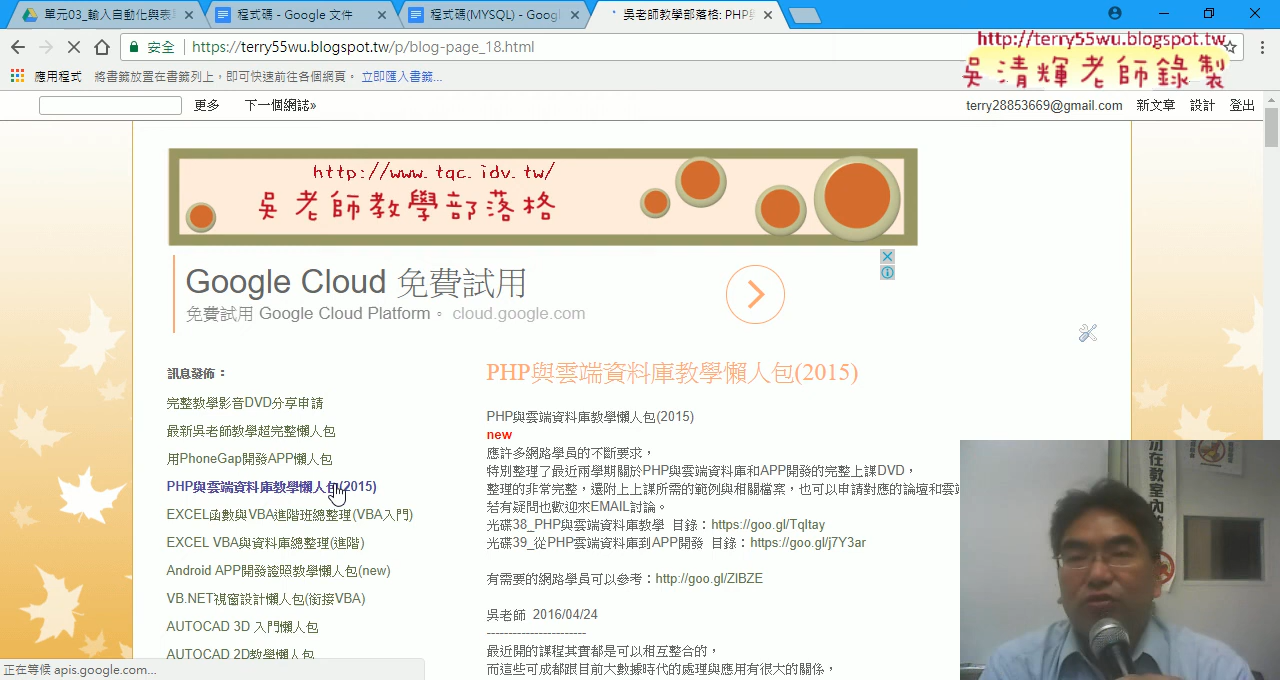 單元03_輸入自動化與表
程式碼 - Google 文件
程式碼(MYSQL) - Goog
吳老師教學部落格: PHP
安全
https://terry55wu.blogspot.tw/p/blog-page_18.html
http://terry55wu.blogspot.tw
吳清輝老師錄製
應用程式
將書籤放置在書籤列上，即可快速前往各個網頁。
立即匯入書籤...
更多
下一個網誌»
terry28853669@gmail.com
新文章
設計
登出
http://www.tqc.idv.tw/
吳老師教學部落格
Google Cloud 免費試用
免費試用 Google Cloud Platform。 cloud.google.com
訊息發佈：
完整教學影音DVD分享申請
最新吳老師教學超完整懶人包
用PhoneGap開發APP懶人包
PHP與雲端資料庫教學懶人包(2015)
EXCEL函數與VBA進階班總整理(VBA入門)
EXCEL VBA與資料庫總整理(進階)
Android APP開發證照教學懶人包(new)
VB.NET視窗設計懶人包(銜接VBA)
AUTOCAD 3D 入門懶人包
AUTOCAD 2D教學懶人包
PHP與雲端資料庫教學懶人包(2015)
PHP與雲端資料庫教學懶人包(2015)
new
應許多網路學員的不斷要求，
特別整理了最近兩學期關於PHP與雲端資料庫和APP開發的完整上課DVD，
整理的非常完整，還附上上課所需的範例與相關檔案，也可以申請對應的論壇和雲
若有疑問也歡迎來EMAIL討論。
光碟38_PHP與雲端資料庫教學 目錄：https://goo.gl/TqItay
光碟39_從PHP雲端資料庫到APP開發 目錄：https://goo.gl/j7Y3ar
有需要的網路學員可以參考：http://goo.gl/ZlBZE
吳老師 2016/04/24
-----------------------
最近開的課程其實都是可以相互整合的，
而這些可成都跟目前大數據時代的處理與應用有很大的關係，
正在等候 apis.google.com...
勿在教室內